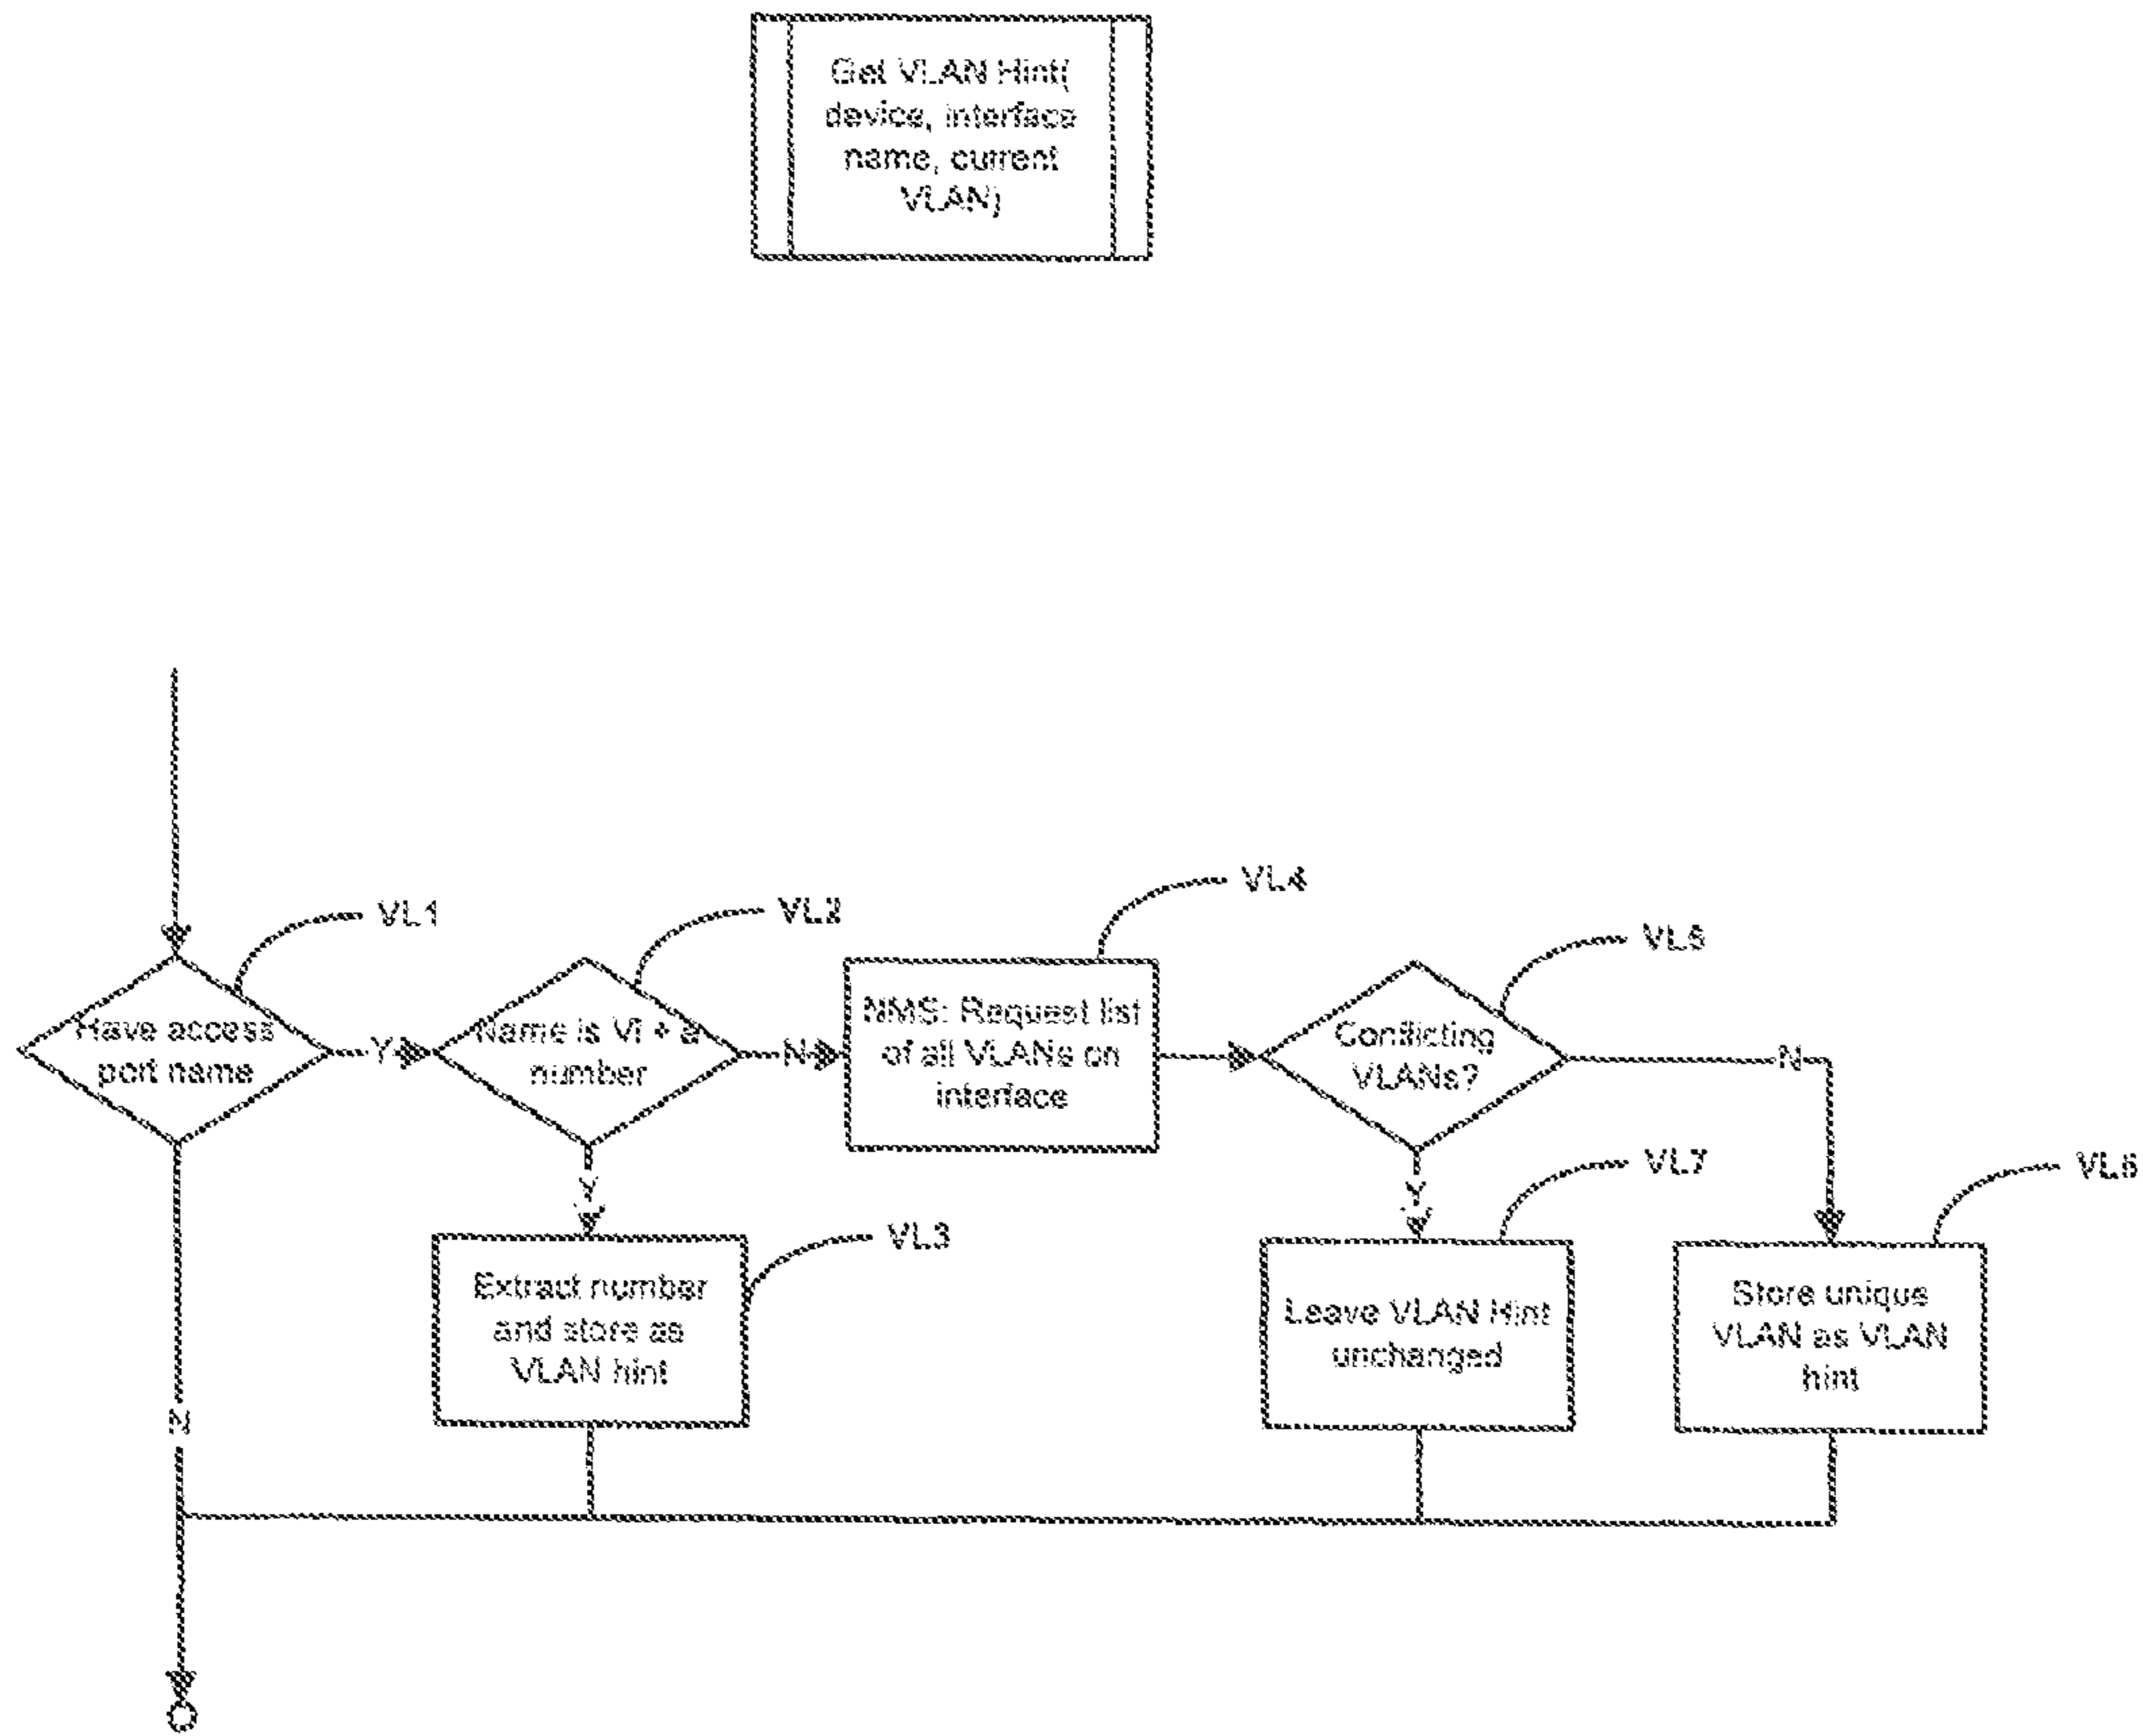 Get VLAN Hint(
device, interface
name, current
VLAN)
VL1
VL2
VL4
VL5
Have access
port name
Y
Name is Vl + a
number
N
NMS: Request list
of all VLANs on
interface
Conflicting
VLANs?
N
Y
Y
VL3
VL7
VL6
Extract number
and store as
VLAN hint
Leave VLAN Hint
unchanged
Store unique
VLAN as VLAN
hint
N